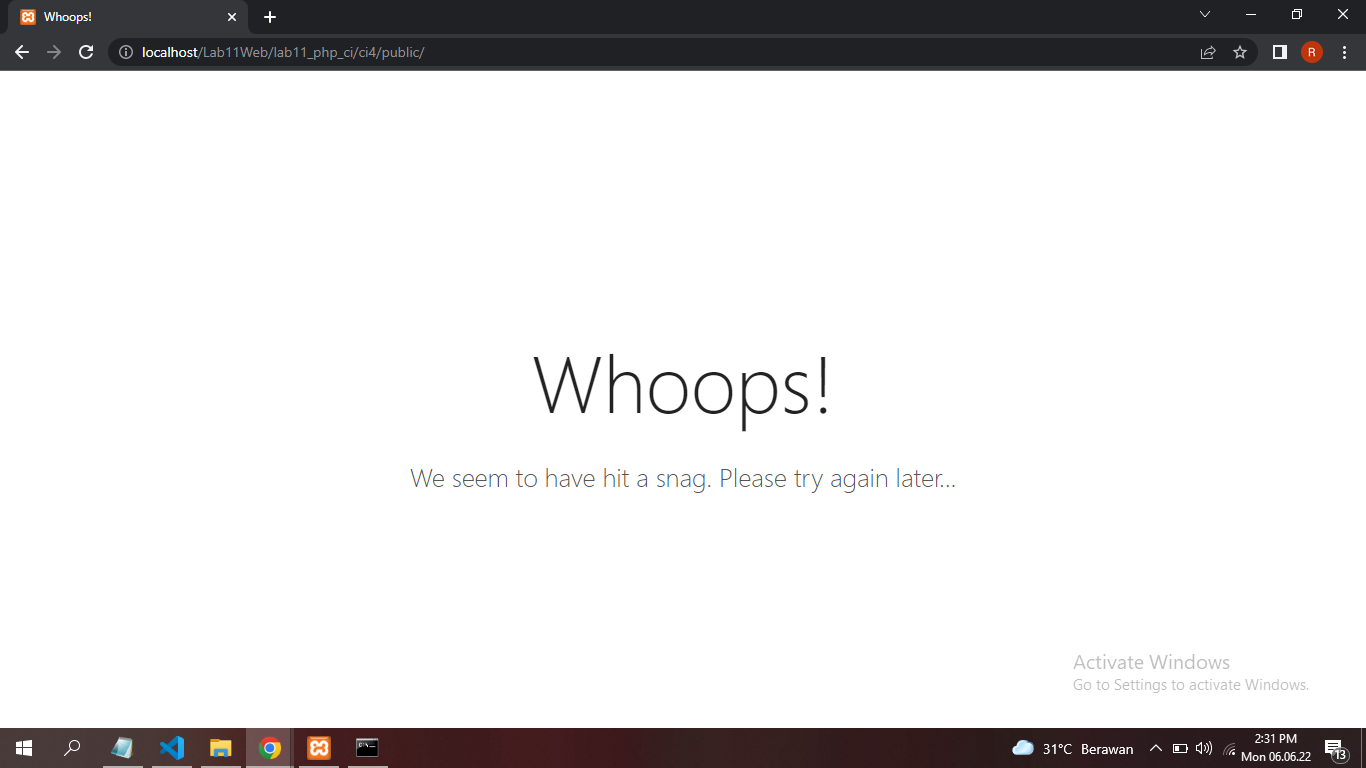 Whoops!
localhost/Lab11Web/lab11_php_ci/ci4/public/
R
Whoops!
We seem to have hit a snag. Please try again later...
Activate Windows
Go to Settings to activate Windows.
31°C Berawan
2:31 PM
Mon 06.06.22
13